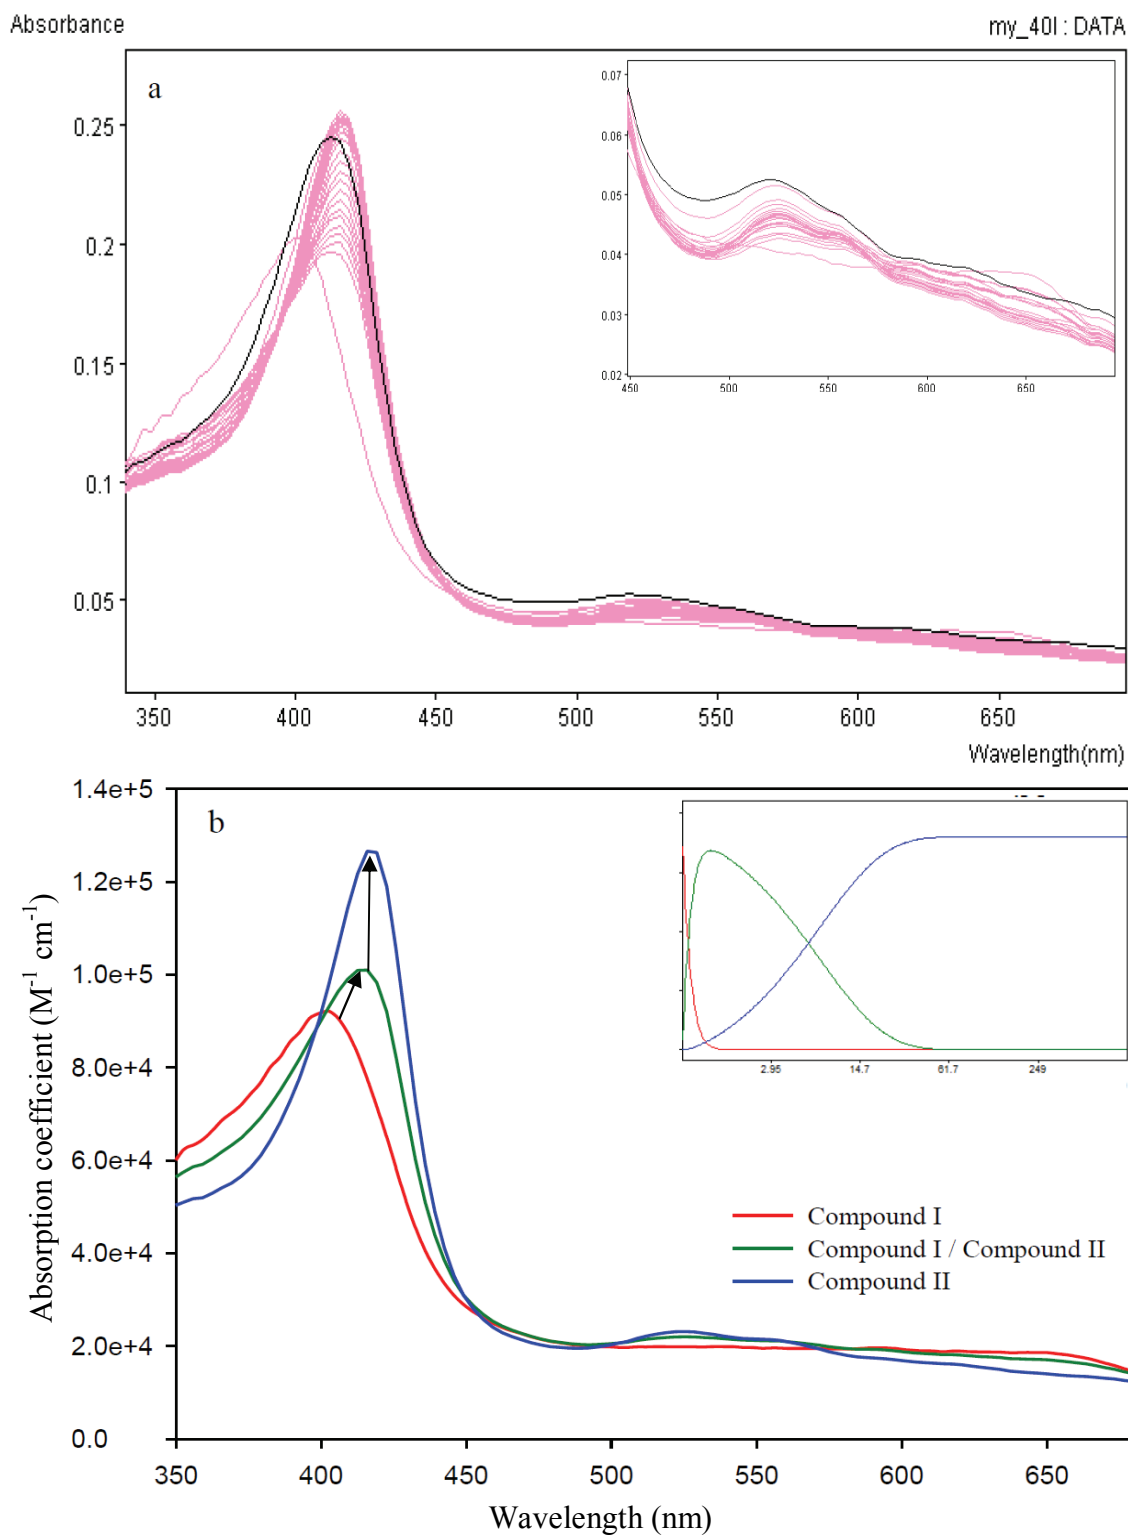 Absorbance my_40l : DATA
a
0.25
0.2
0.15
0.1
0.05
350 400 450 500 550 600 650
Wavelength(nm)
0.07
0.06
0.05
0.04
0.03
0.02
450 500 550 600 650
b
1.4e+5
1.2e+5
1.0e+5
8.0e+4
6.0e+4
4.0e+4
2.0e+4
0.0
Absorption coefficient (M-1 cm-1)
2.95 14.7 61.7 249
Compound I
Compound I / Compound II
Compound II
350 400 450 500 550 600 650
Wavelength (nm)